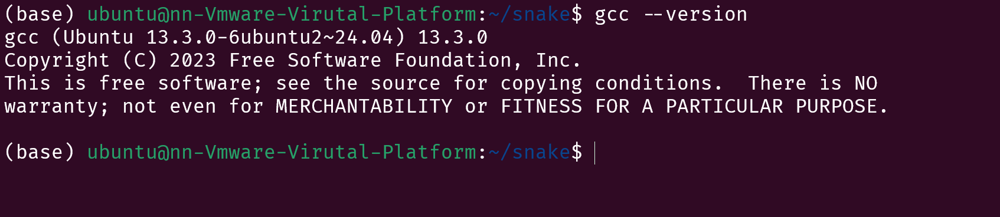 (base) ubuntu@nn-Vmware-Virutal-Platform:~/snake$ gcc --version
gcc (Ubuntu 13.3.0-6ubuntu2~24.04) 13.3.0
Copyright (C) 2023 Free Software Foundation, Inc.
This is free software; see the source for copying conditions.  There is NO
warranty; not even for MERCHANTABILITY or FITNESS FOR A PARTICULAR PURPOSE.
(base) ubuntu@nn-Vmware-Virutal-Platform:~/snake$